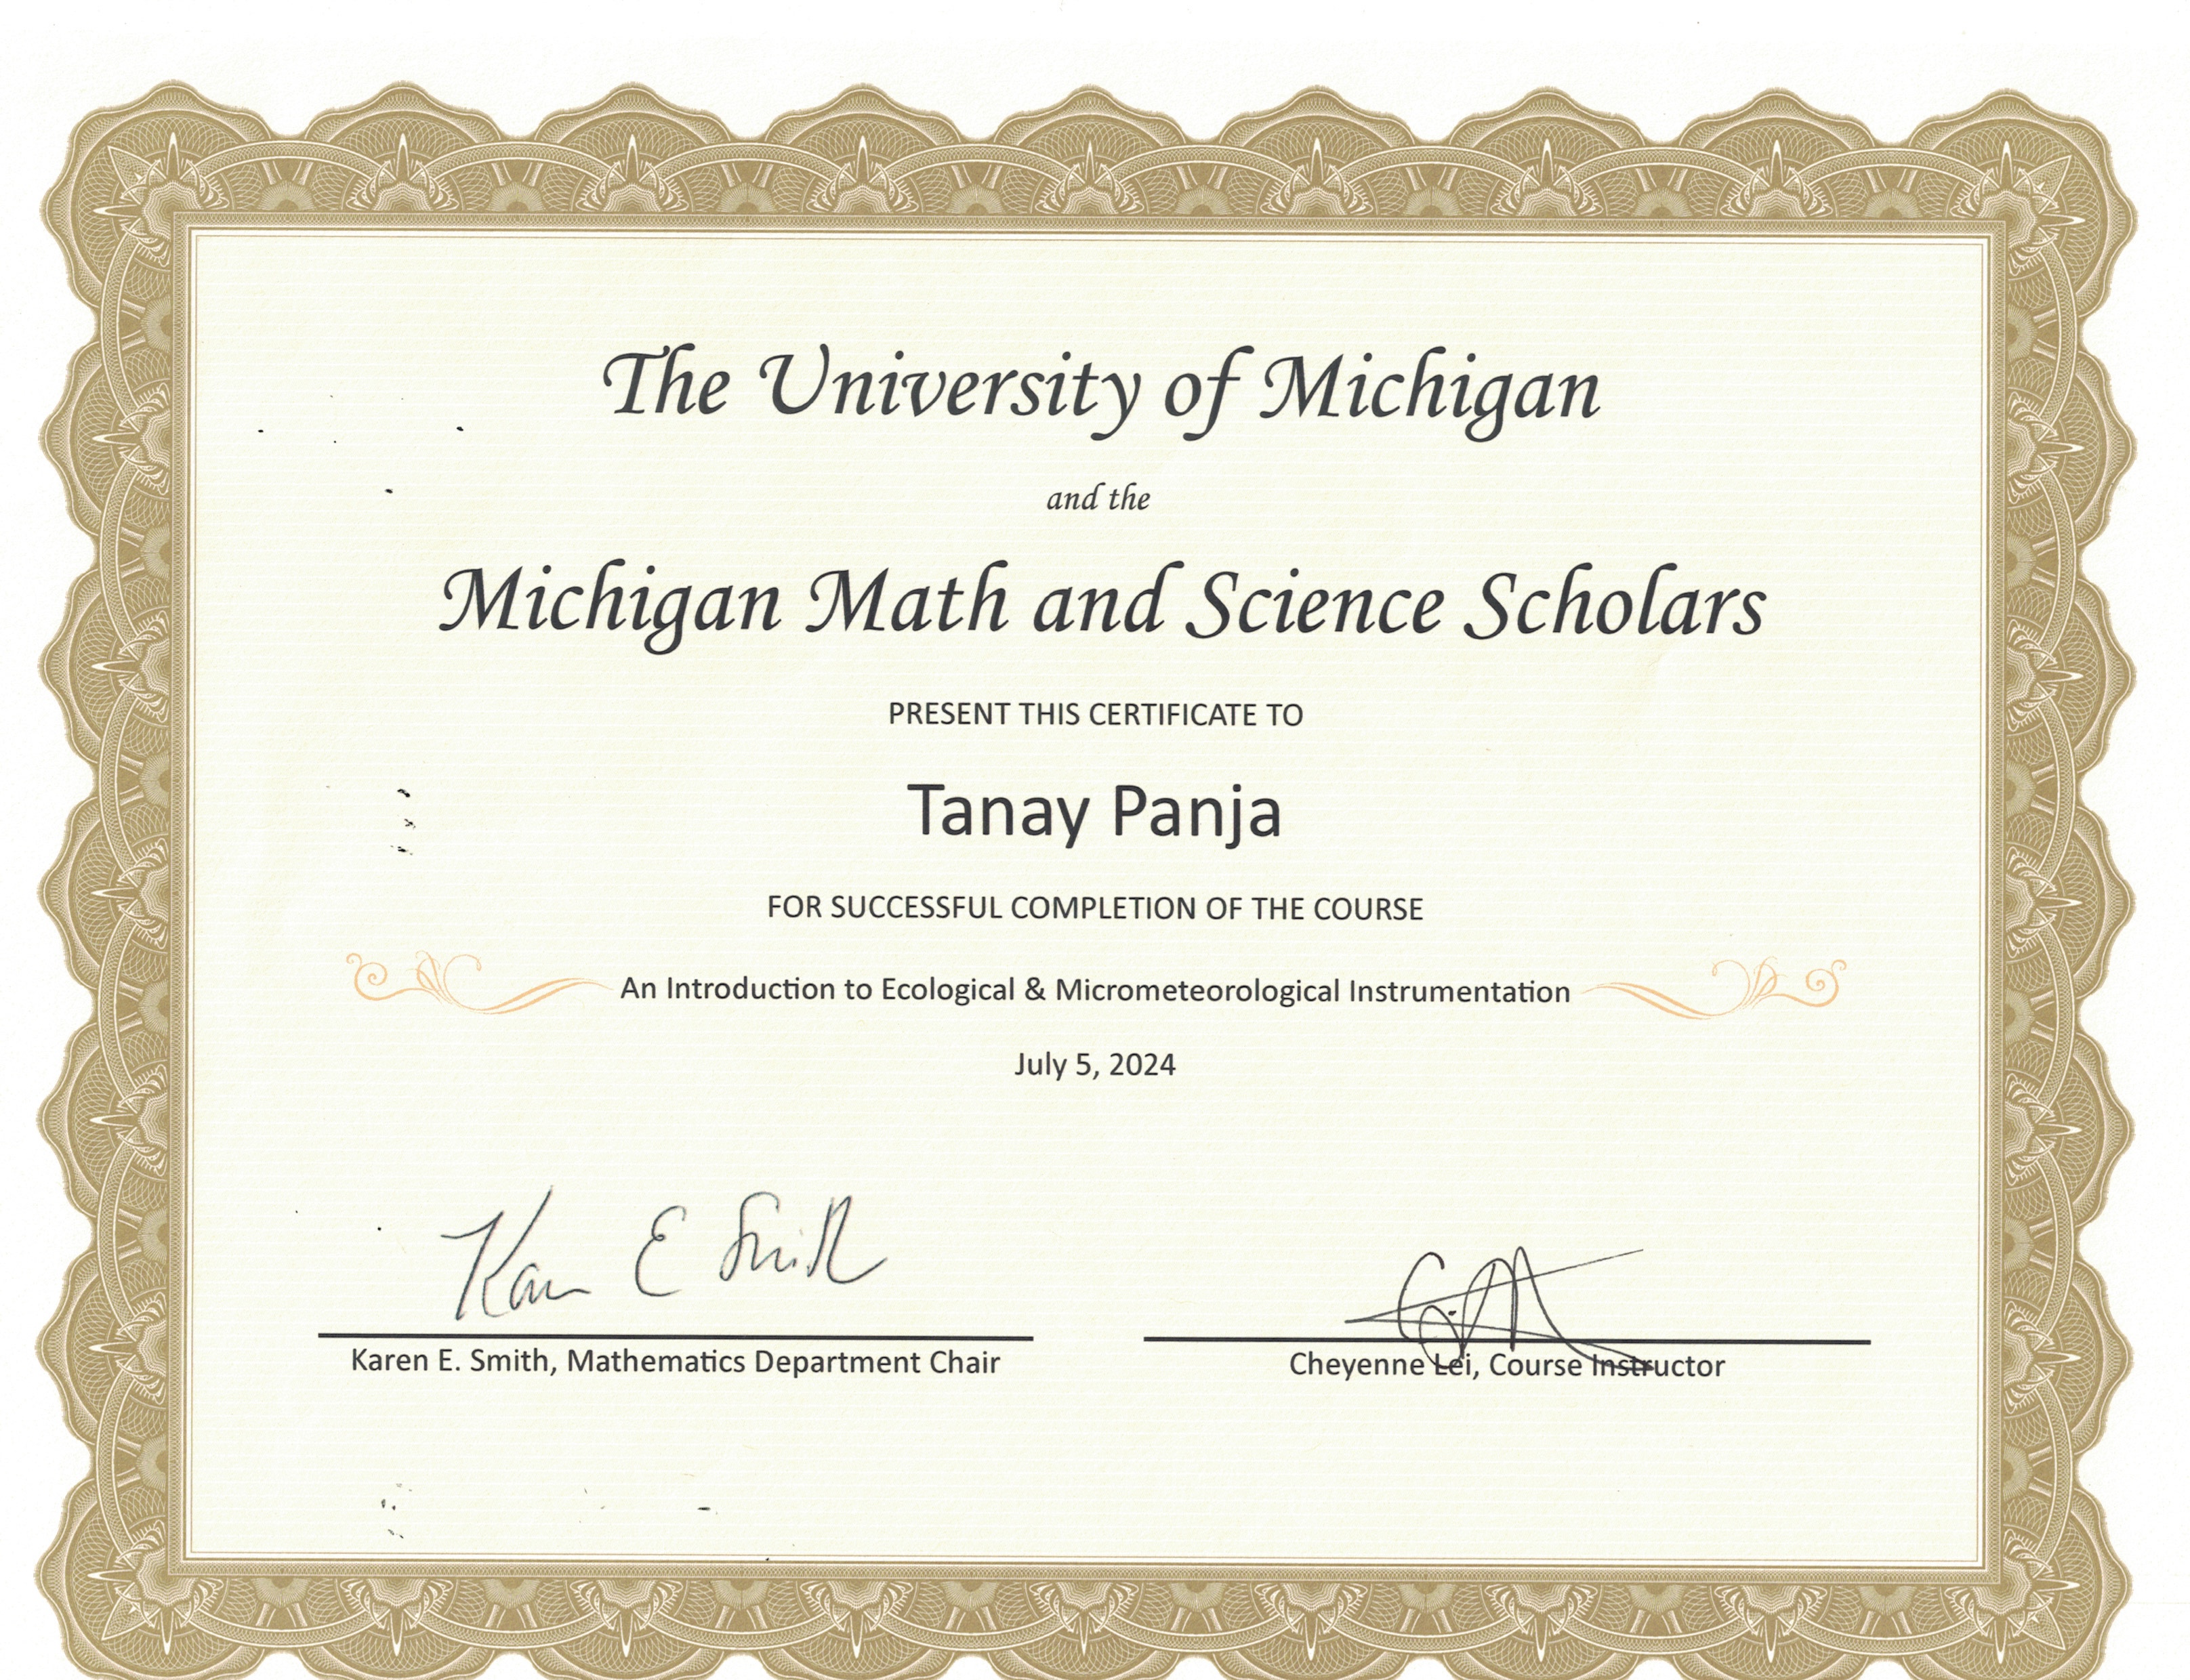 The University of Michigan
and the
Michigan Math and Science Scholars
PRESENT THIS CERTIFICATE TO
Tanay Panja
FOR SUCCESSFUL COMPLETION OF THE COURSE
An Introduction to Ecological & Micrometeorological Instrumentation
July 5, 2024
Karen E Smith
Karen E. Smith, Mathematics Department Chair
Cheyenne Lei, Course Instructor